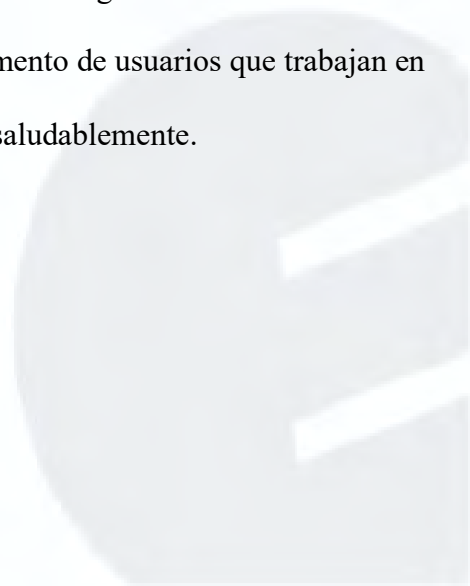 mento de usuarios que trabajan en
saludablemente.